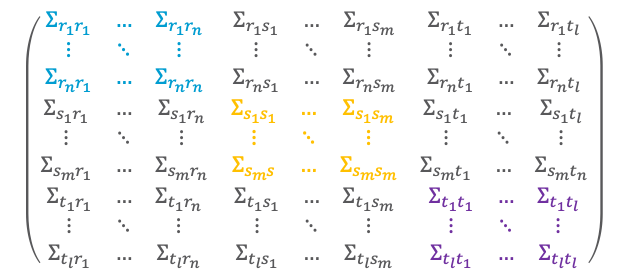 Σr₁r₁ … Σr₁rₙ Σr₁s₁ … Σr₁sₘ Σr₁t₁ … Σr₁tₗ
⋮ ⋱ ⋮ ⋮ ⋱ ⋮ ⋮ ⋱ ⋮
Σrₙr₁ … Σrₙrₙ Σrₙs₁ … Σrₙsₘ Σrₙt₁ … Σrₙtₗ
Σs₁r₁ … Σs₁rₙ Σs₁s₁ … Σs₁sₘ Σs₁t₁ … Σs₁tₗ
⋮ ⋱ ⋮ ⋮ ⋱ ⋮ ⋮ ⋱ ⋮
Σsₘr₁ … Σsₘrₙ Σsₘs … Σsₘsₘ Σsₘt₁ … Σsₘtₙ
Σt₁r₁ … Σt₁rₙ Σt₁s₁ … Σt₁sₘ Σt₁t₁ … Σt₁tₗ
⋮ ⋱ ⋮ ⋮ ⋱ ⋮ ⋮ ⋱ ⋮
Σtₗr₁ … Σtₗrₙ Σtₗs₁ … Σtₗsₘ Σtₗt₁ … Σtₗtₗ